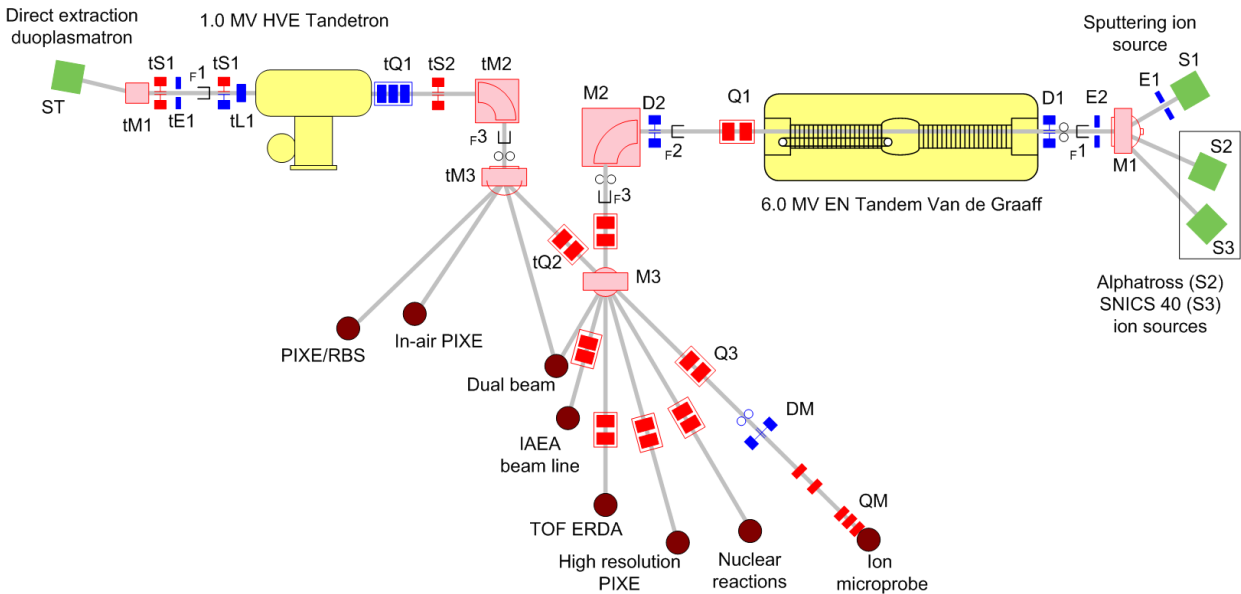 Direct extraction
duoplasmatron
1.0 MV HVE Tandetron
Sputtering ion
source
ST
tM1
tS1
tE1
F1
tS1
tL1
tQ1
tS2
tM2
F3
tM3
M2
D2
F2
Q1
D1
E2
F1
E1
S1
M1
S2
S3
6.0 MV EN Tandem Van de Graaff
F3
tQ2
M3
Alphatross (S2)
SNICS 40 (S3)
ion sources
PIXE/RBS
In-air PIXE
Dual beam
Q3
DM
IAEA
beam line
QM
TOF ERDA
High resolution
PIXE
Nuclear
reactions
Ion
microprobe